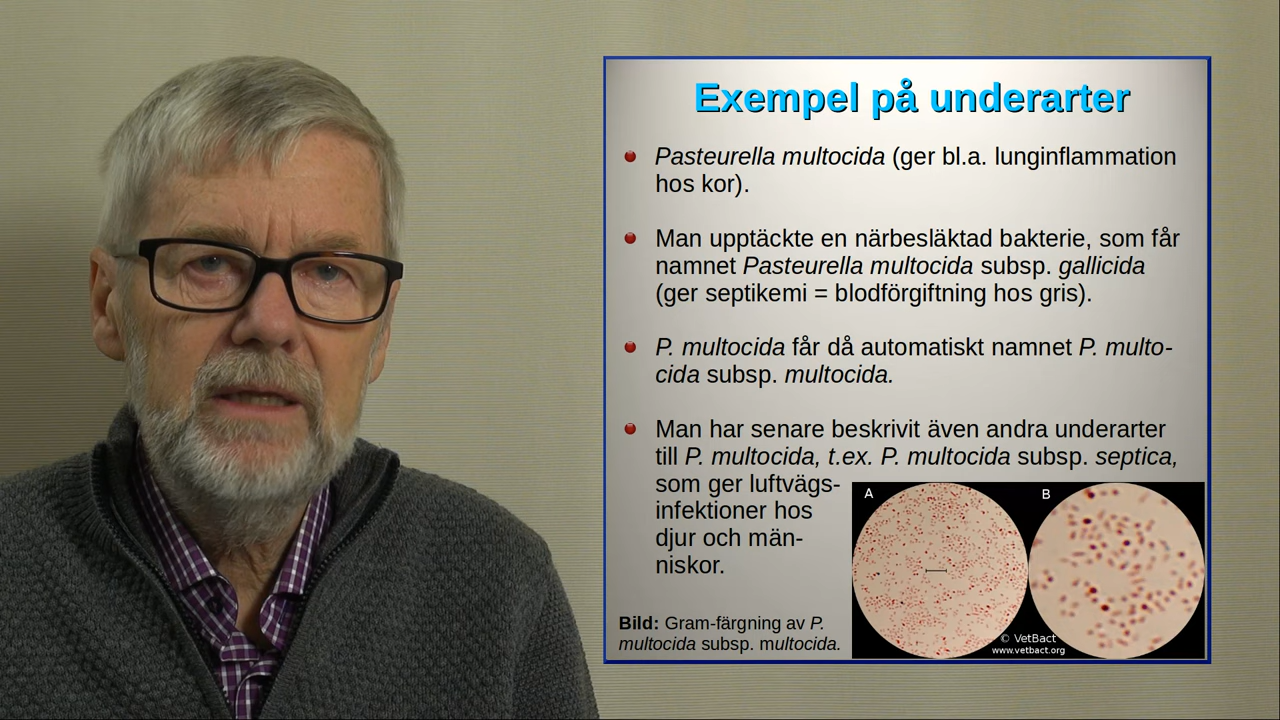 Exempel på underarter
Pasteurella multocida (ger bl.a. lunginflammation
hos kor).
Man upptäckte en närbesläktad bakterie, som får
namnet Pasteurella multocida subsp. gallicida
(ger septikemi = blodförgiftning hos gris).
P. multocida får då automatiskt namnet P. multo-
cida subsp. multocida.
Man har senare beskrivit även andra underarter
till P. multocida, t.ex. P. multocida subsp. septica,
som ger luftvägs-
infektioner hos
djur och män-
niskor.
A
B
Bild: Gram-färgning av P.
multocida subsp. multocida.
© VetBact
www.vetbact.org